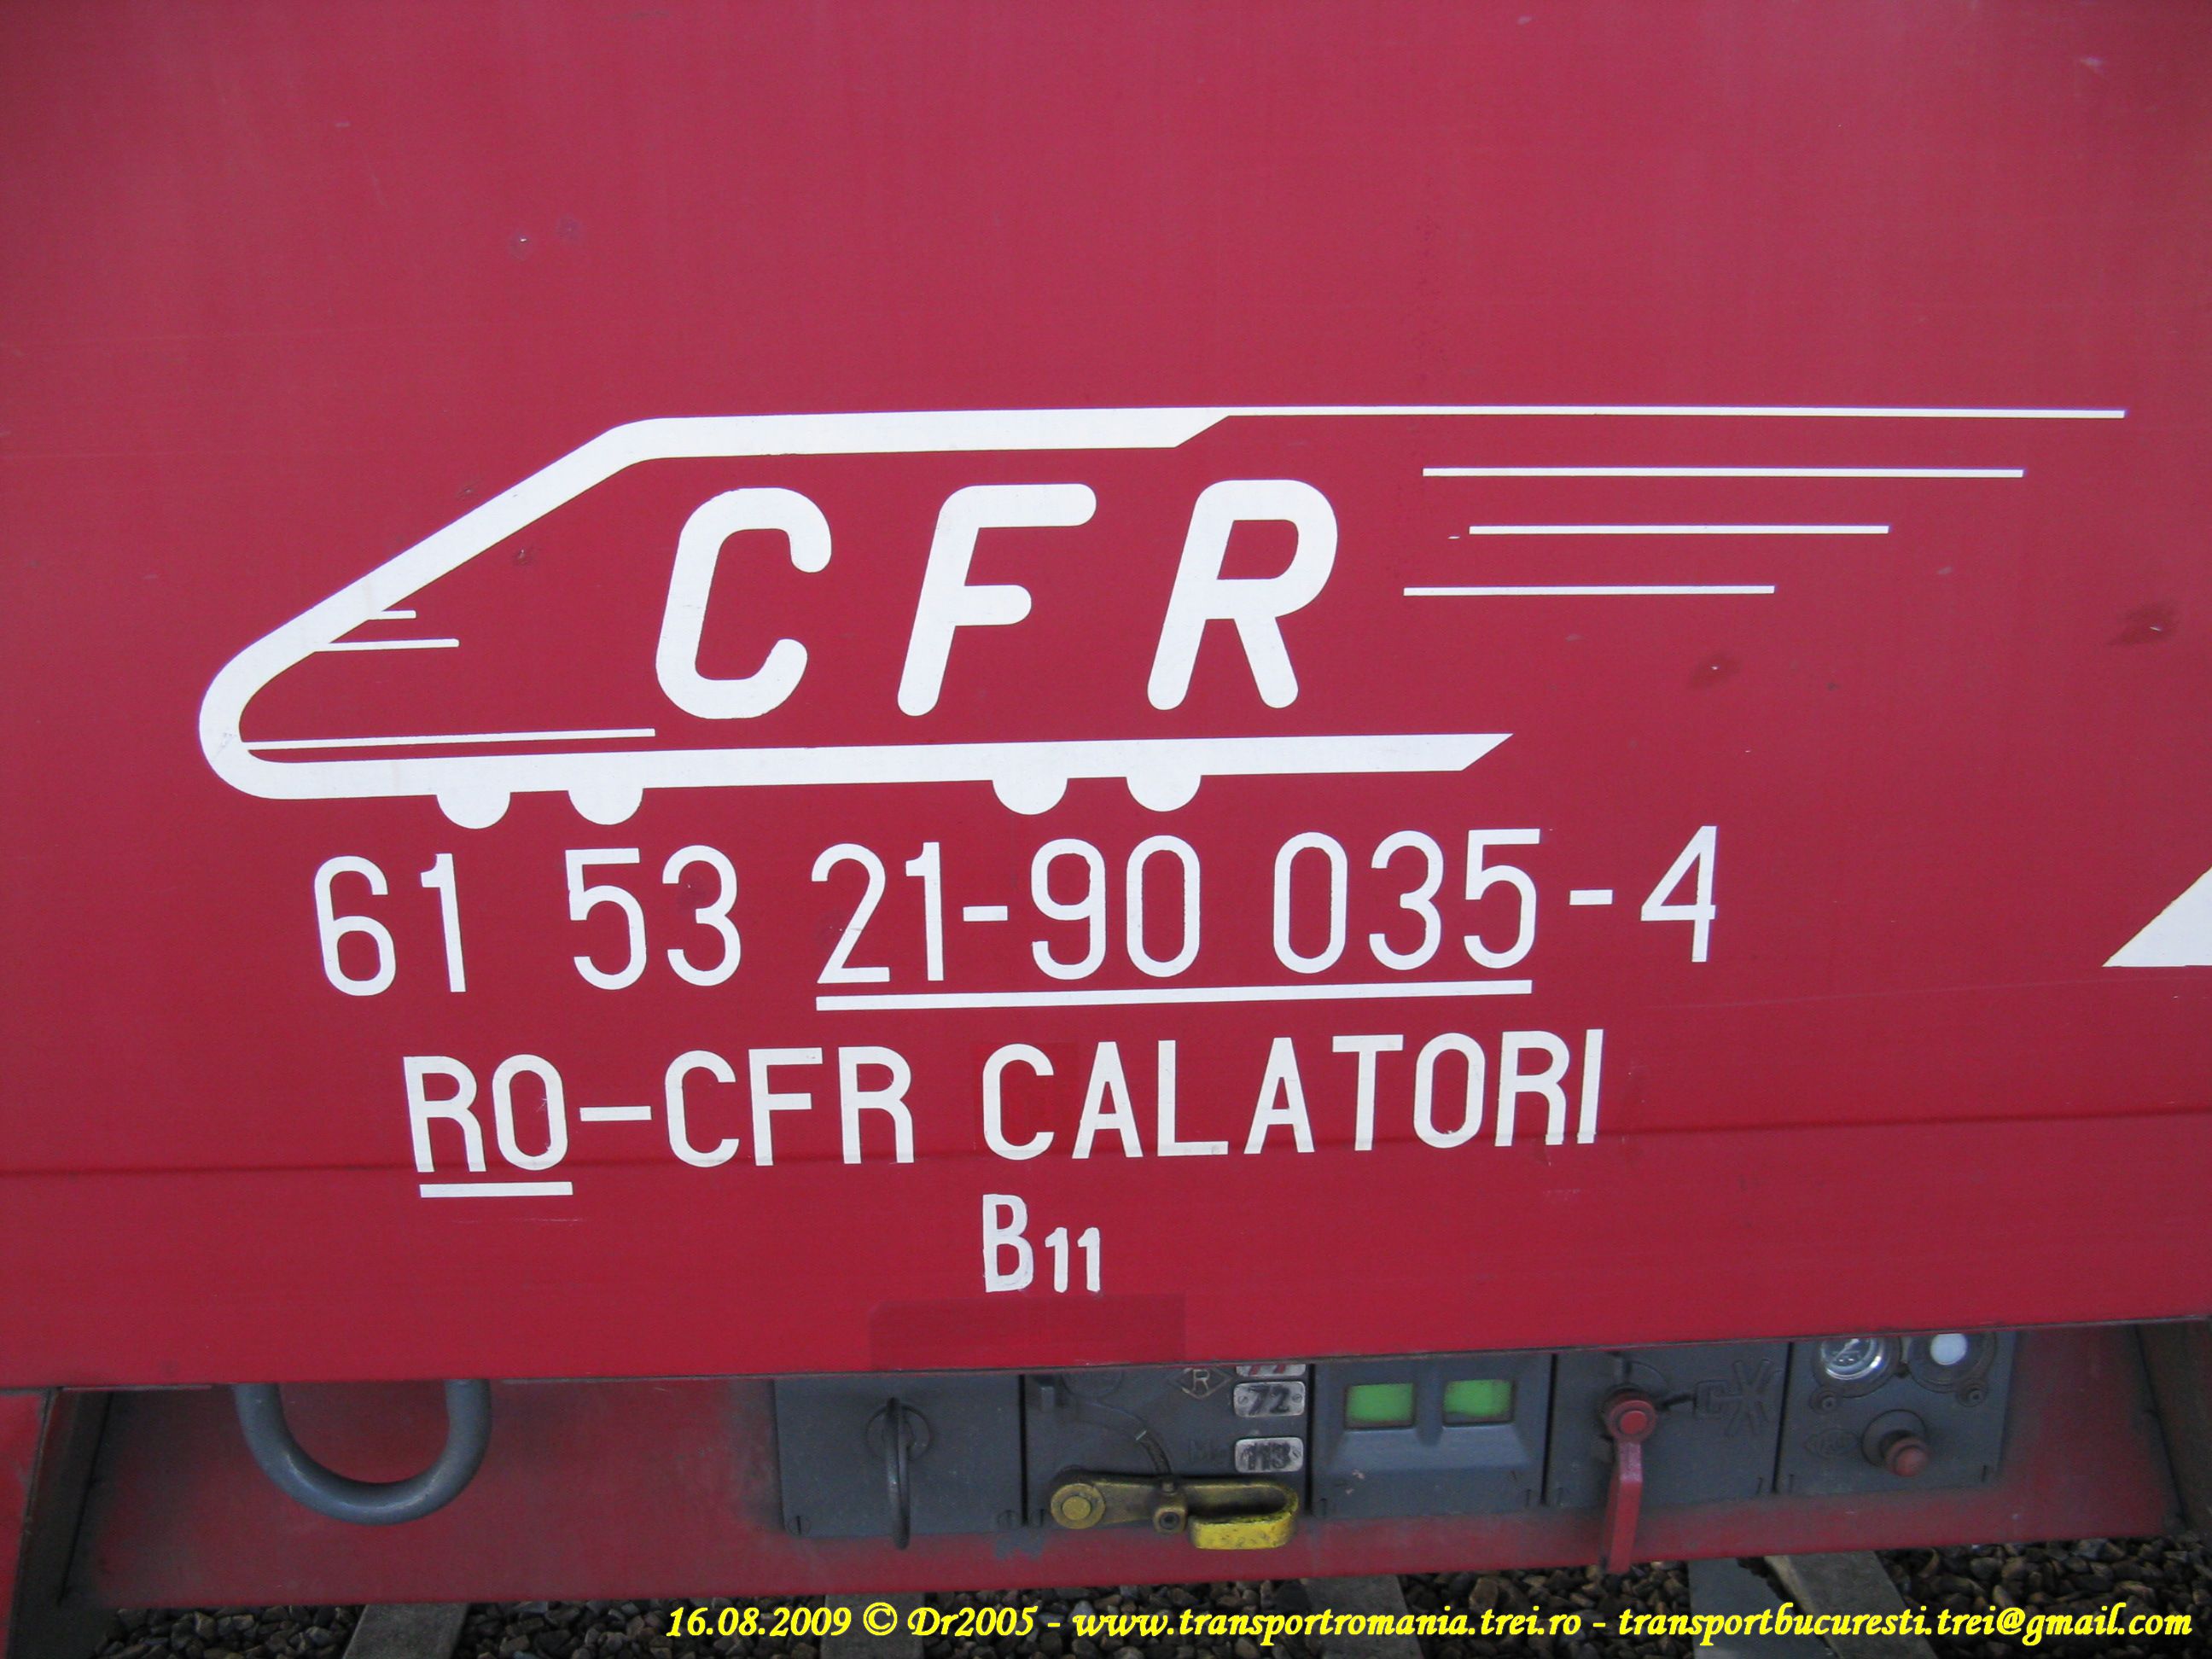 CFR
61 53 21-90 035-4
RO-CFR CALATORI
B11
R
72
113
16.08.2009 © Dr2005 - www.transportromania.trei.ro - transportbucuresti.trei@gmail.com